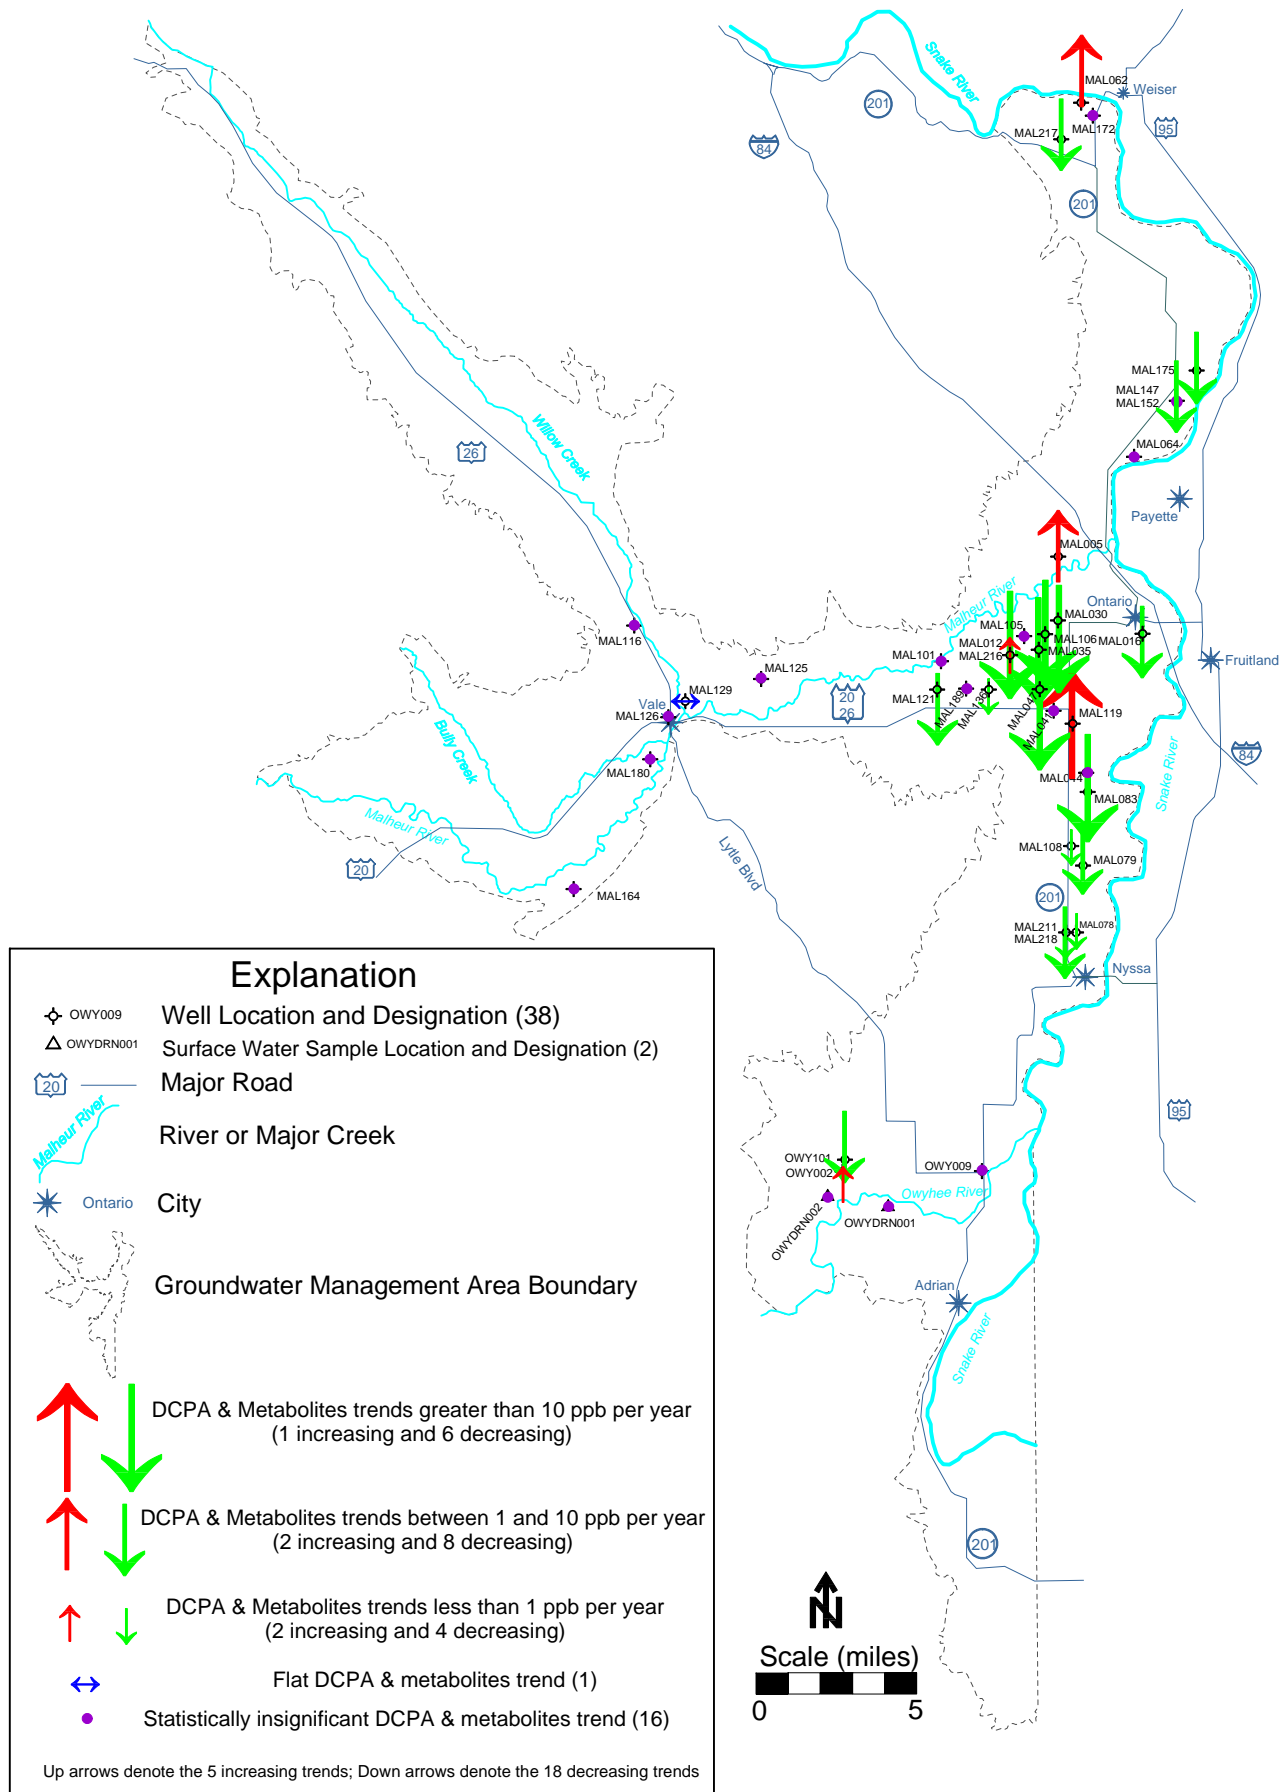 Snake River
MAL062
Weiser
201
MAL172
MAL217
95
84
201
MAL175
MAL147
MAL152
MAL064
Payette
Willow Creek
26
MAL005
Malheur River
Ontario
MAL030
MAL105
MAL012
MAL106
MAL016
MAL035
MAL216
MAL101
Fruitland
MAL116
MAL125
MAL129
MAL121
MAL189
MAL136
MAL047
MAL041
20
26
Vale
MAL126
MAL119
Bully Creek
MAL180
84
Snake River
MAL044
MAL083
Malheur River
Lytle Blvd
MAL108
MAL079
20
MAL164
201
MAL211
MAL218
MAL078
Nyssa
95
OWY101
OWY002
OWY009
Owyhee River
OWYDRN002
OWYDRN001
Adrian
Snake River
201
Explanation
OWY009 Well Location and Designation (38)
OWYDRN001 Surface Water Sample Location and Designation (2)
20 Major Road
Malheur River
River or Major Creek
Ontario City
Groundwater Management Area Boundary
DCPA & Metabolites trends greater than 10 ppb per year
(1 increasing and 6 decreasing)
DCPA & Metabolites trends between 1 and 10 ppb per year
(2 increasing and 8 decreasing)
DCPA & Metabolites trends less than 1 ppb per year
(2 increasing and 4 decreasing)
Flat DCPA & metabolites trend (1)
Statistically insignificant DCPA & metabolites trend (16)
Up arrows denote the 5 increasing trends; Down arrows denote the 18 decreasing trends
N
Scale (miles)
0 5